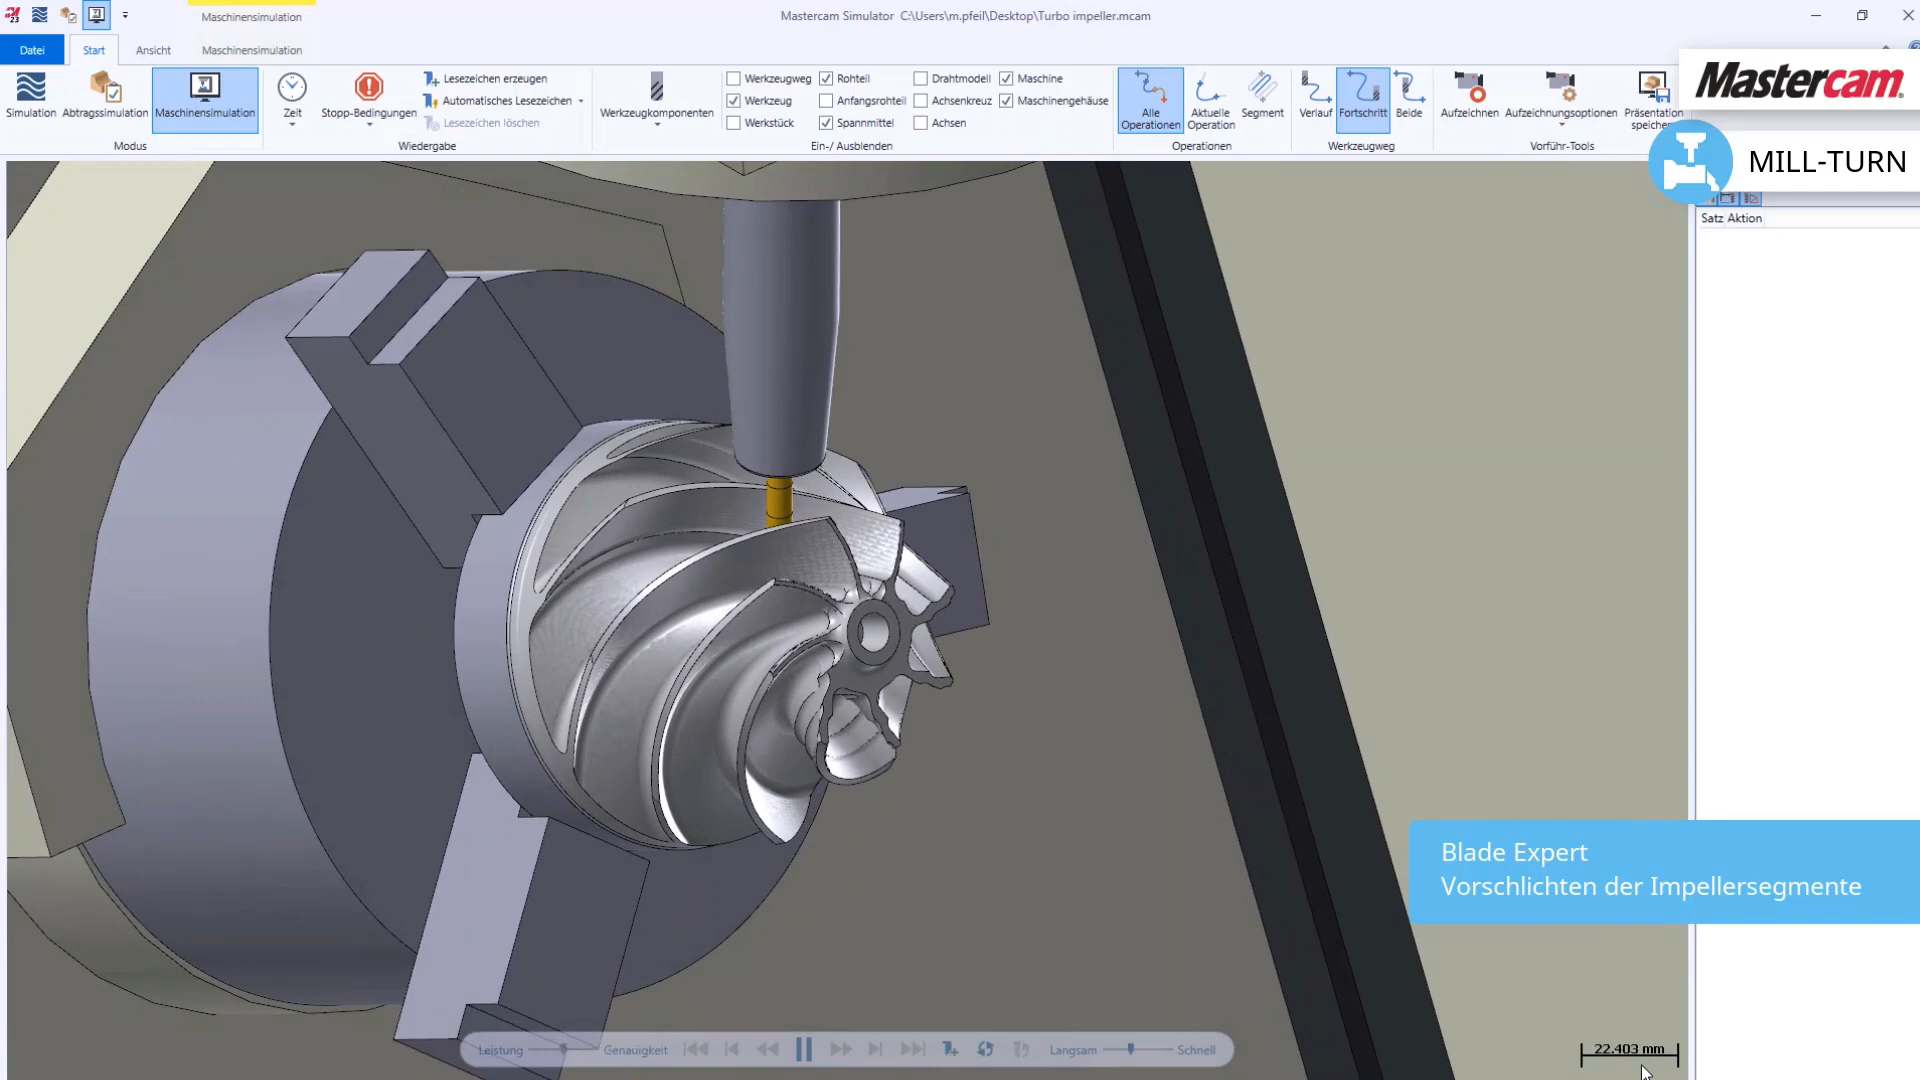 Maschinensimulation
Mastercam Simulator C:\Users\m.pfeil\Desktop\Turbo impeller.mcam
Datei
Start
Ansicht
Maschinensimulation
Simulation
Abtragssimulation
Maschinensimulation
Modus
Zeit
Stopp-Bedingungen
Lesezeichen erzeugen
Automatisches Lesezeichen
Lesezeichen löschen
Wiedergabe
Werkzeugkomponenten
Werkzeugweg
Rohteil
Drahtmodell
Maschine
Werkzeug
Anfangsrohteil
Achsenkreuz
Maschinengehäuse
Werkstück
Spannmittel
Achsen
Ein-/ Ausblenden
Alle
Operationen
Aktuelle
Operation
Segment
Operationen
Verlauf
Fortschritt
Beide
Werkzeugweg
Aufzeichnen
Aufzeichnungsoptionen
Präsentation
speichern
Vorführ-Tools
Mastercam
MILL-TURN
Satz Aktion
Blade Expert
Vorschlichten der Impellersegmente
Leistung
Genauigkeit
Langsam
Schnell
22.403 mm